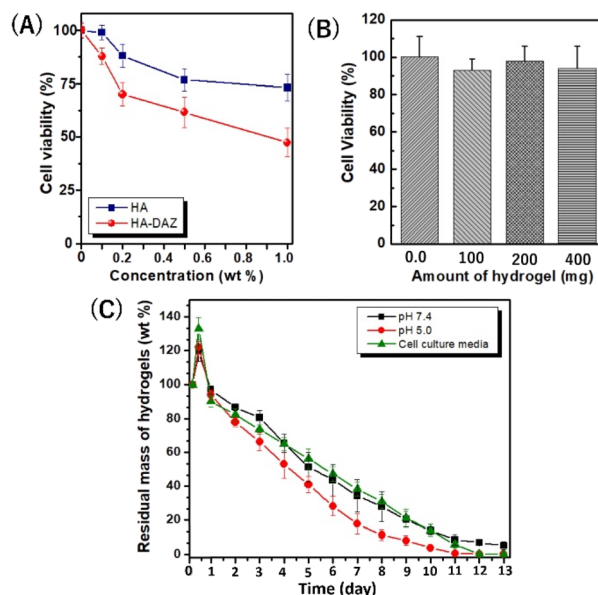 (A)
Cell viability (%)
100
75
50
25
0
HA
HA-DAZ
0 0.2 0.4 0.6 0.8 1.0
Concentration (wt %)
(B)
Cell Viability (%)
120
100
80
60
40
20
0
0.0 100 200 400
Amount of hydrogel (mg)
(C)
Residual mass of hydrogels (wt %)
140
120
100
80
60
40
20
0
pH 7.4
pH 5.0
Cell culture media
0 1 2 3 4 5 6 7 8 9 10 11 12 13
Time (day)